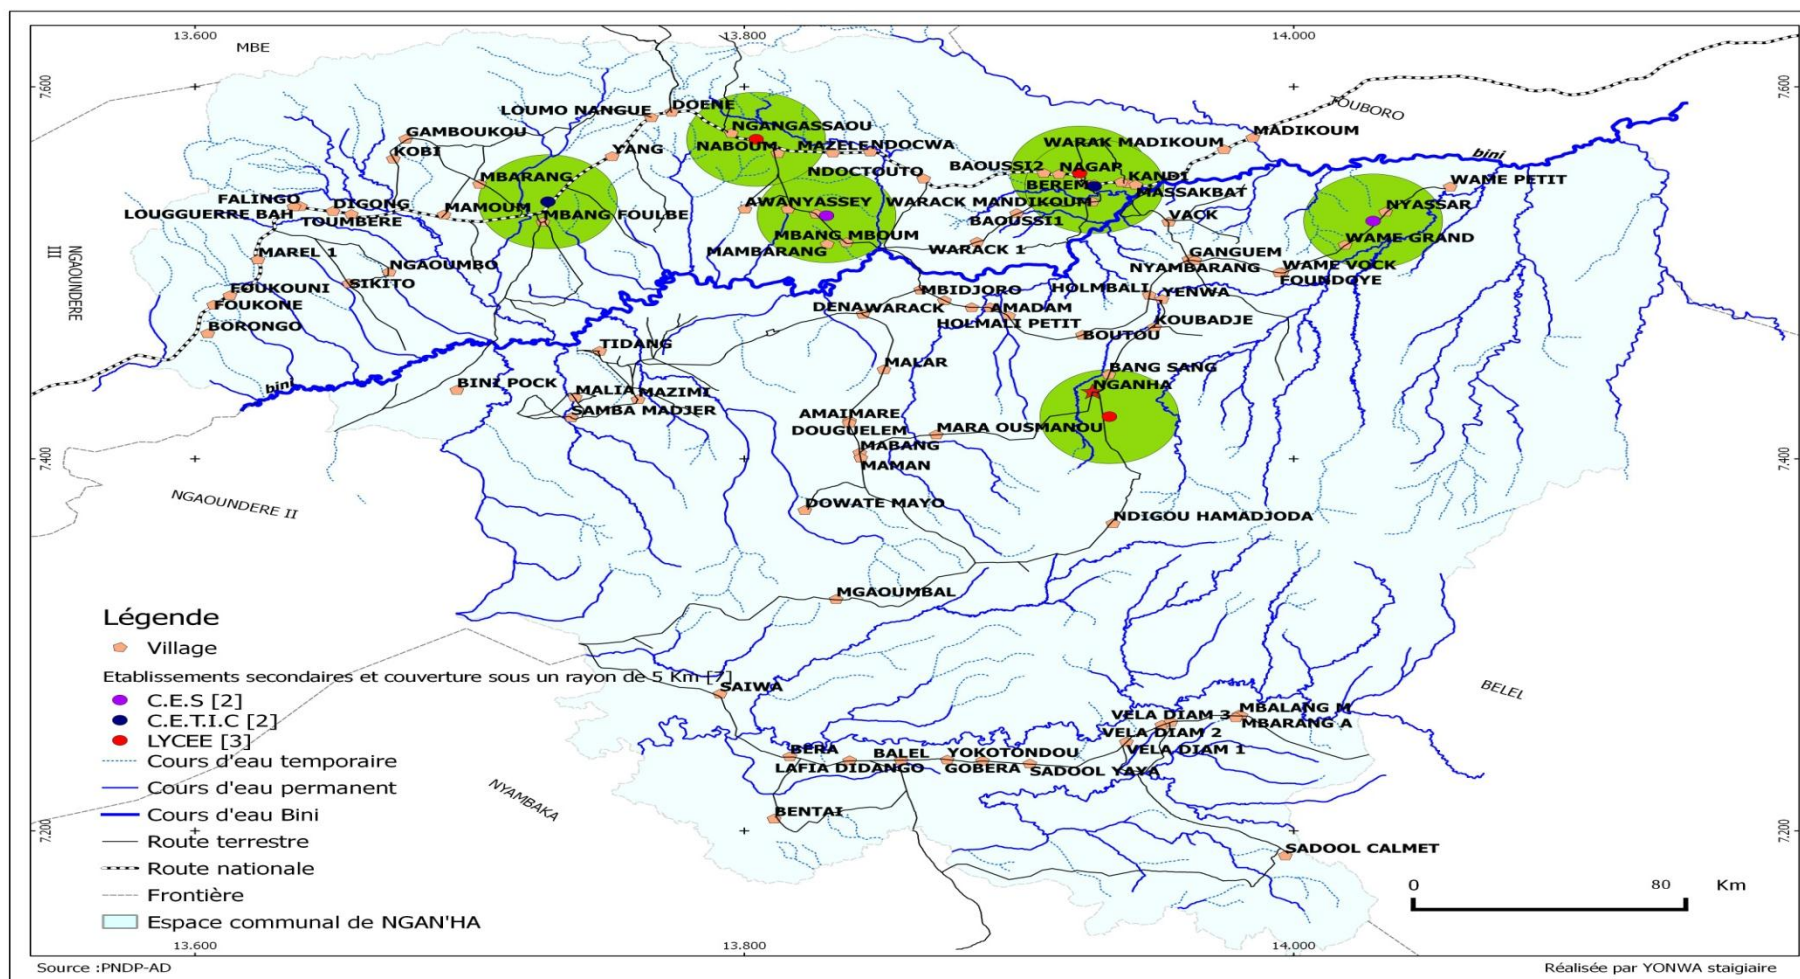 13.600
13.800
14.000
MBE
7.600
7.600
TOUBORO
LOUMO NANGUE
DOENE
NGANGASSAOU
MADIKOUM
GAMBOUKOU
WARAK MADIKOUM
KOBI
YANG
NABOUM
MAZELE
NDOCWA
bini
MBARANG
NDOCTOUTO
BAOUSSI2
NAGAP
KANDI
WAME PETIT
BEREM
MASSAKBAT
FALINGO
DIGONG
AWANYASSEY
WARACK MANDIKOUM
NYASSAR
LOUGGUERRE BAH
MAMOUM
MBANG FOULBE
BAOUSSI1
VACK
TOUMBERE
MBANG MBOUM
WAME GRAND
NGAOUNDERE
III
MAREL 1
MAMBARANG
WARACK 1
GANGUEM
NGAOUMBO
NYAMBARANG
WAME VOCK
SIKITO
FOUNDOYE
FOUKOUNI
MBIDJORO
HOLMBALI
YENWA
FOUKONE
DENA
WARACK
AMADAM
BORONGO
HOLMALI PETIT
KOUBADJE
BOUTOU
TIDANG
MALAR
BANG SANG
bini
BINI POCK
MALIA
MAZIMI
NGANHA
SAMBA MADJER
AMAIMARE
DOUGUELEM
MARA OUSMANOU
MABANG
7.400
7.400
MAMAN
NGAOUNDERE II
DOWATE MAYO
NDIGOU HAMADJODA
MGAOUMBAL
Légende
Village
Etablissements secondaires et couverture sous un rayon de 5 Km [7]
C.E.S [2]
C.E.T.I.C [2]
LYCEE [3]
Cours d'eau temporaire
Cours d'eau permanent
Cours d'eau Bini
Route terrestre
Route nationale
Frontière
Espace communal de NGAN'HA
SAIWA
BELEL
VELA DIAM 3
MBALANG M
MBARANG A
VELA DIAM 2
BERA
BALEL
YOKOTONDOU
VELA DIAM 1
LAFIA DIDANGO
GOBERA
SADOOL YAYA
NYAMBAKA
BENTAI
7.200
7.200
SADOOL CALMET
0
80
Km
13.600
13.800
14.000
Source :PNDP-AD
Réalisée par YONWA staigiaire